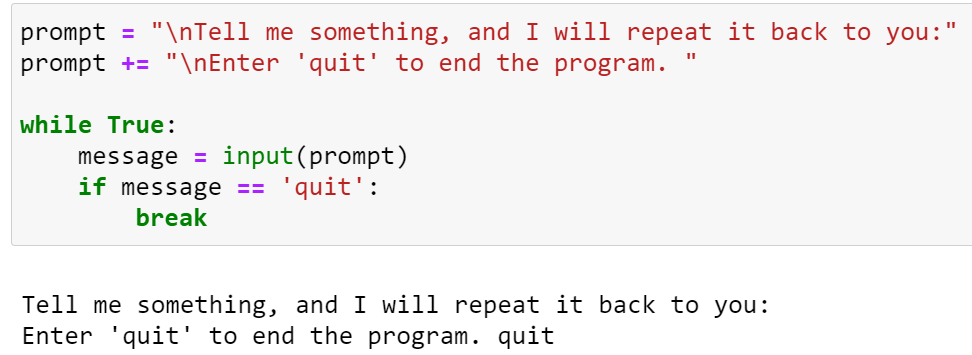 prompt = "\nTell me something, and I will repeat it back to you:"
prompt += "\nEnter 'quit' to end the program. "
while True:
    message = input(prompt)
    if message == 'quit':
        break
Tell me something, and I will repeat it back to you:
Enter 'quit' to end the program. quit